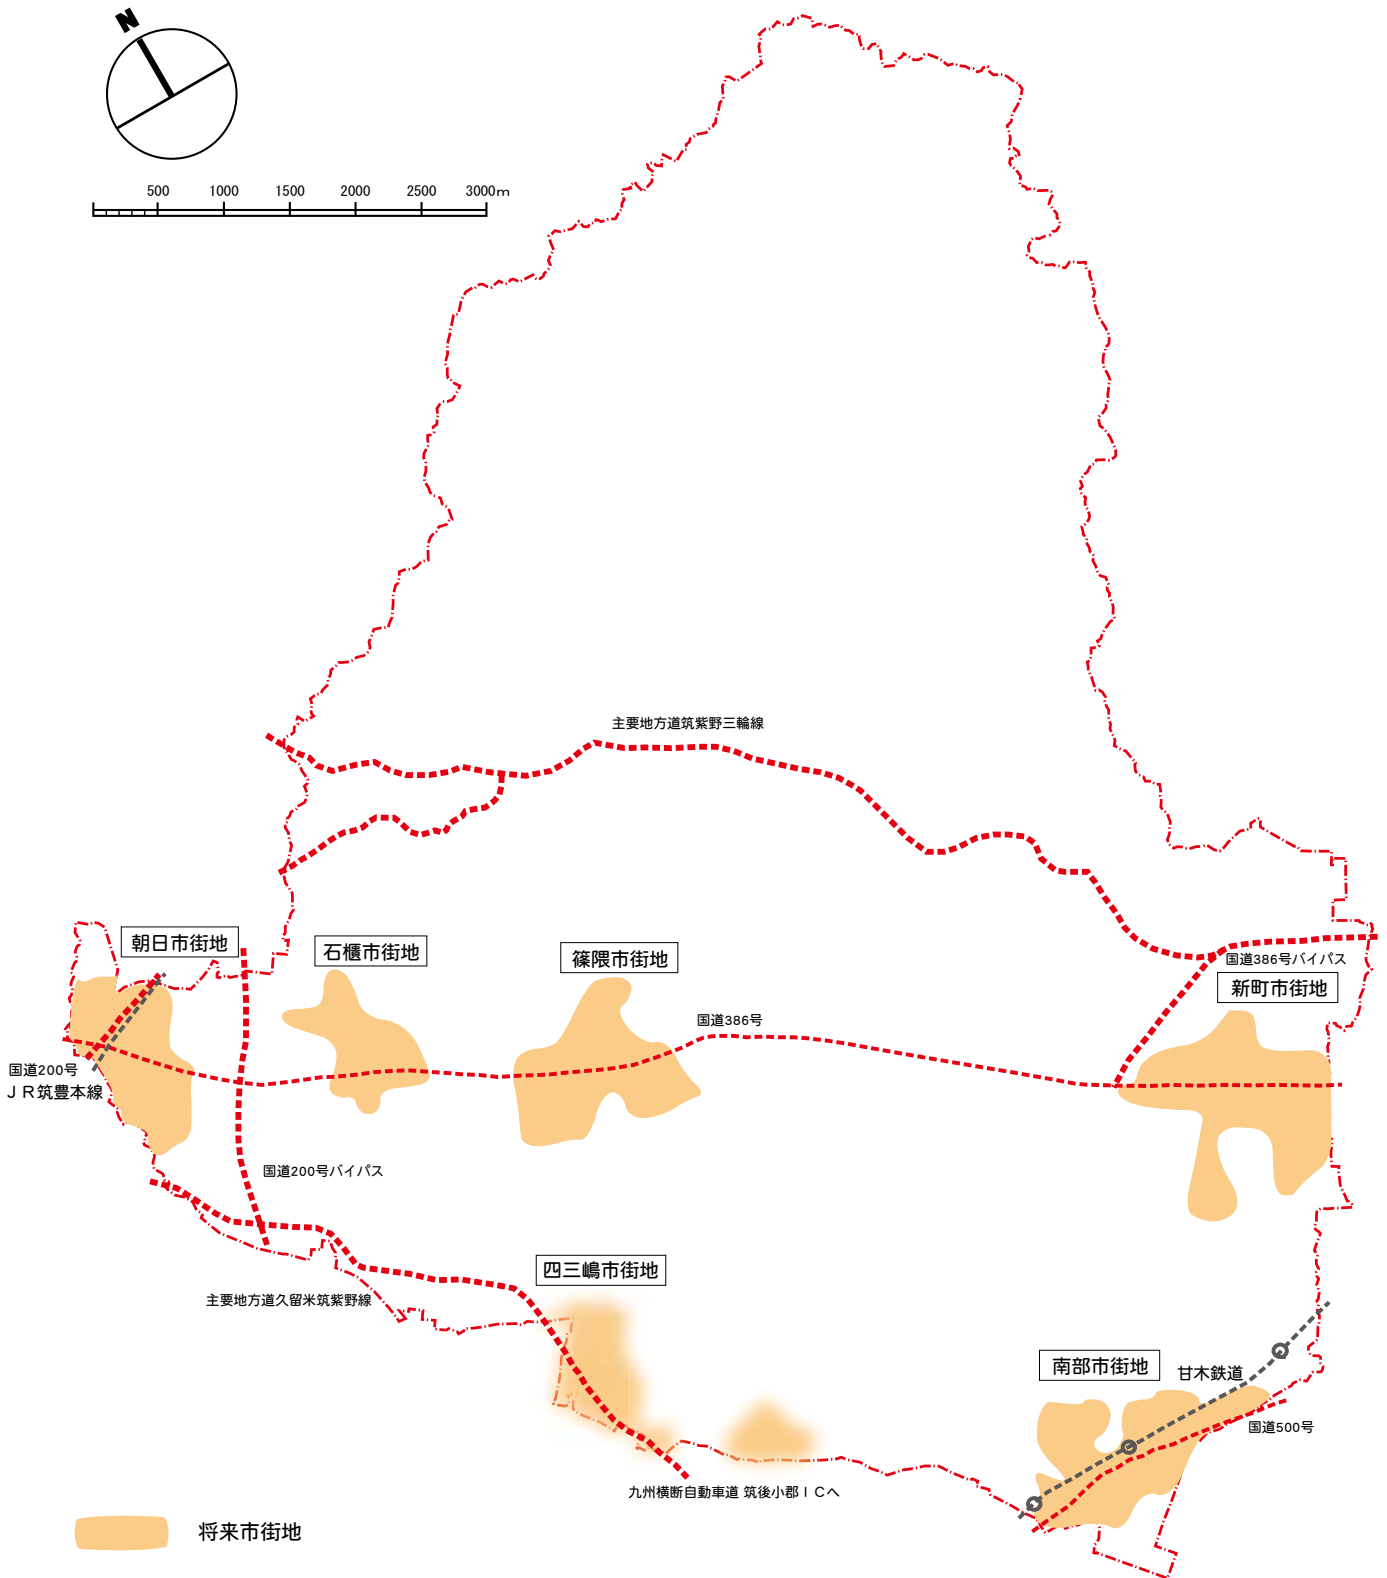 N
500 1000 1500 2000 2500 3000m
主要地方道筑紫野三輪線
朝日市街地
石櫃市街地
篠隈市街地
国道386号バイパス
新町市街地
国道386号
国道200号
ＪＲ筑豊本線
国道200号バイパス
四三嶋市街地
主要地方道久留米筑紫野線
南部市街地
甘木鉄道
国道500号
九州横断自動車道 筑後小郡ＩＣへ
将来市街地